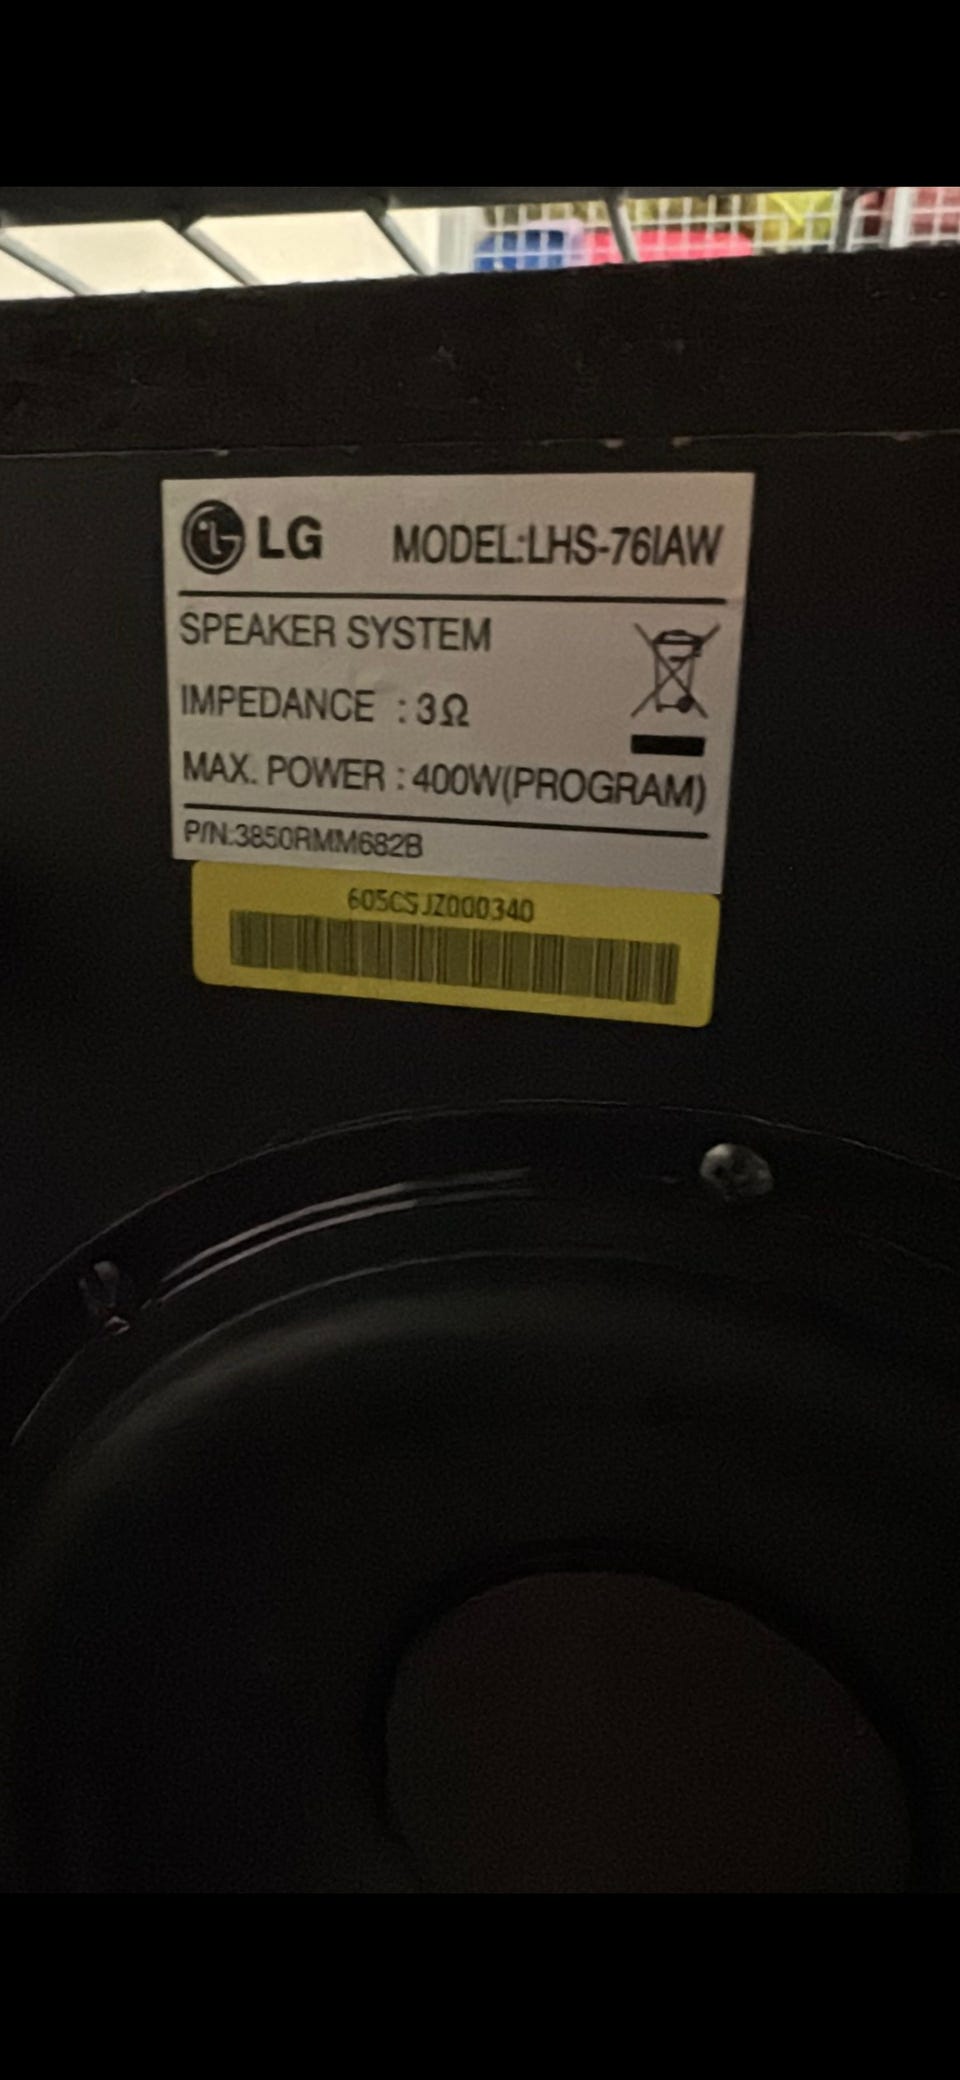 LG MODEL:LHS-76IAW
SPEAKER SYSTEM
IMPEDANCE : 3Ω
MAX. POWER : 400W(PROGRAM)
P/N:3850RMM682B
605CSJZ000340